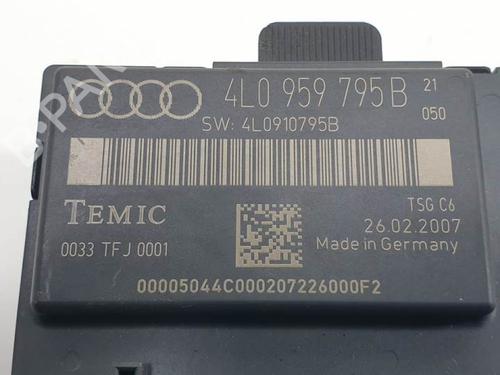 4L0 959 795B 21
050
SW: 4L0910795B
TEMIC
TSG C6
26.02.2007
0033 TFJ 0001
Made in Germany
00005044C000207226000F2